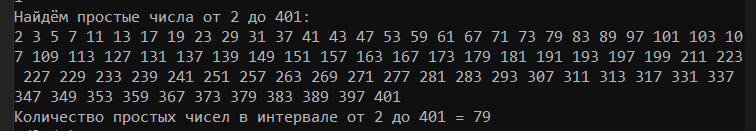 Найдём простые числа от 2 до 401:
2 3 5 7 11 13 17 19 23 29 31 37 41 43 47 53 59 61 67 71 73 79 83 89 97 101 103 10
7 109 113 127 131 137 139 149 151 157 163 167 173 179 181 191 193 197 199 211 223
227 229 233 239 241 251 257 263 269 271 277 281 283 293 307 311 313 317 331 337
347 349 353 359 367 373 379 383 389 397 401
Количество простых чисел в интервале от 2 до 401 = 79